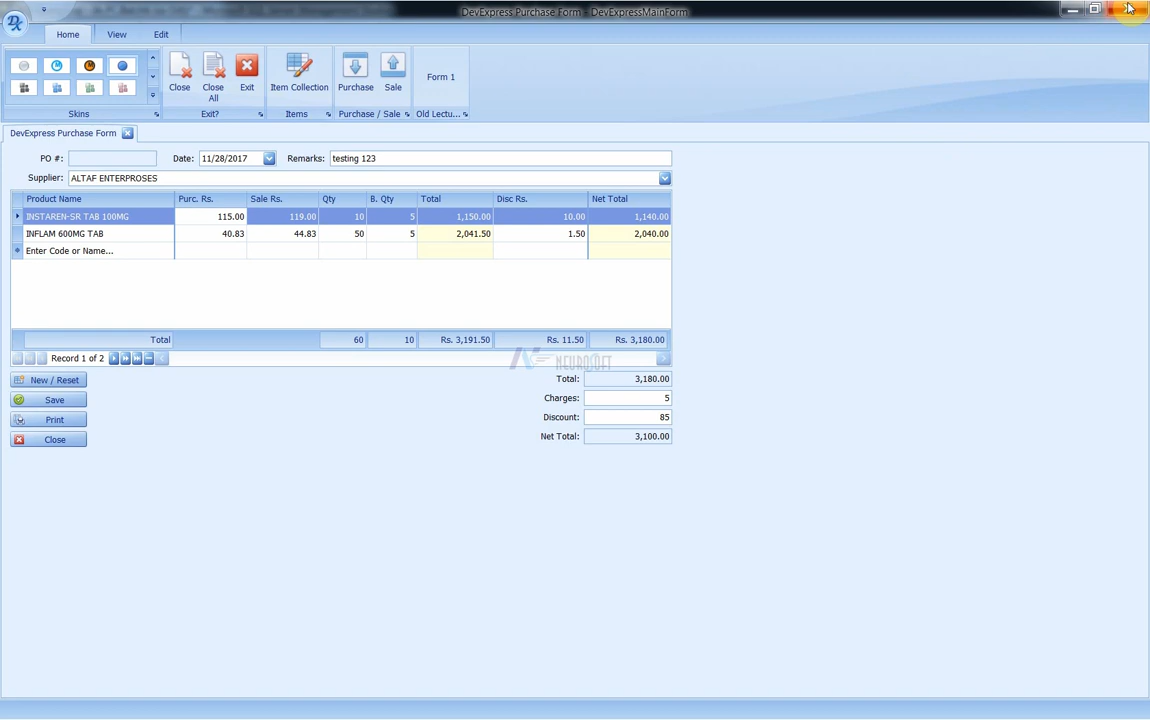 DevExpress Purchase Form - DevExpressMainForm
Home View Edit
Close Close All Exit Item Collection Purchase Sale Form 1
Skins Exit? Items Purchase / Sale Old Lectu...
DevExpress Purchase Form
PO #: Date: 11/28/2017 Remarks: testing 123
Supplier: ALTAF ENTERPROSES
Product Name Purc. Rs. Sale Rs. Qty B. Qty Total Disc Rs. Net Total
INSTAREN-SR TAB 100MG 115.00 119.00 10 5 1,150.00 10.00 1,140.00
INFLAM 600MG TAB 40.83 44.83 50 5 2,041.50 1.50 2,040.00
Enter Code or Name...
Total 60 10 Rs. 3,191.50 Rs. 11.50 Rs. 3,180.00
Record 1 of 2
NEUROSOFT
New / Reset Total: 3,180.00
Save Charges: 5
Print Discount: 85
Close Net Total: 3,100.00